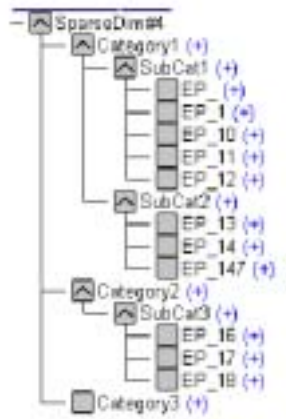 SparseDim#4
Category1 (+)
SubCat1 (+)
EP_ (+)
EP_1 (+)
EP_10 (+)
EP_11 (+)
EP_12 (+)
SubCat2 (+)
EP_13 (+)
EP_14 (+)
EP_147 (+)
Category2 (+)
SubCat3 (+)
EP_16 (+)
EP_17 (+)
EP_18 (+)
Category3 (+)